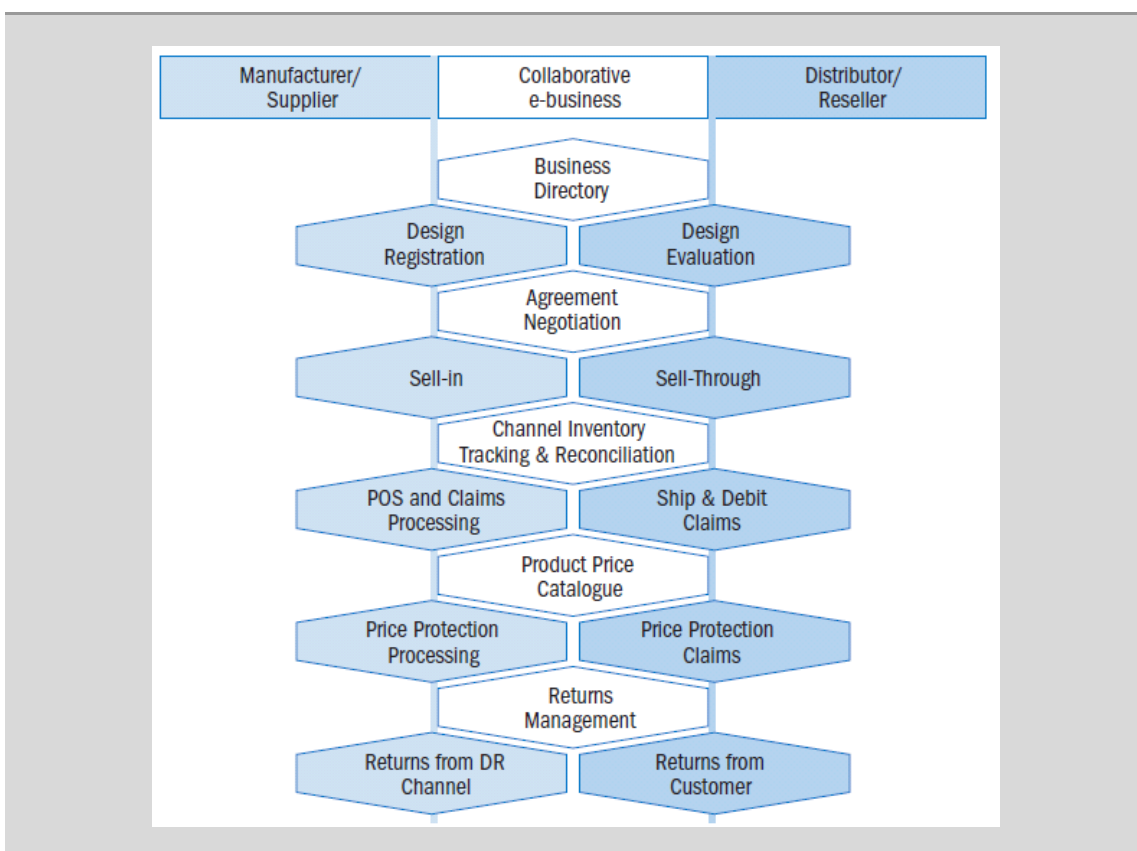 Manufacturer/
Supplier
Collaborative
e-business
Distributor/
Reseller
Business
Directory
Design
Registration
Design
Evaluation
Agreement
Negotiation
Sell-in
Sell-Through
Channel Inventory
Tracking & Reconciliation
POS and Claims
Processing
Ship & Debit
Claims
Product Price
Catalogue
Price Protection
Processing
Price Protection
Claims
Returns
Management
Returns from DR
Channel
Returns from
Customer